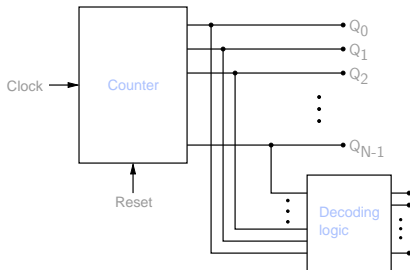 Q0
Q1
Clock
Counter
Q2
QN-1
Reset
Decoding
logic